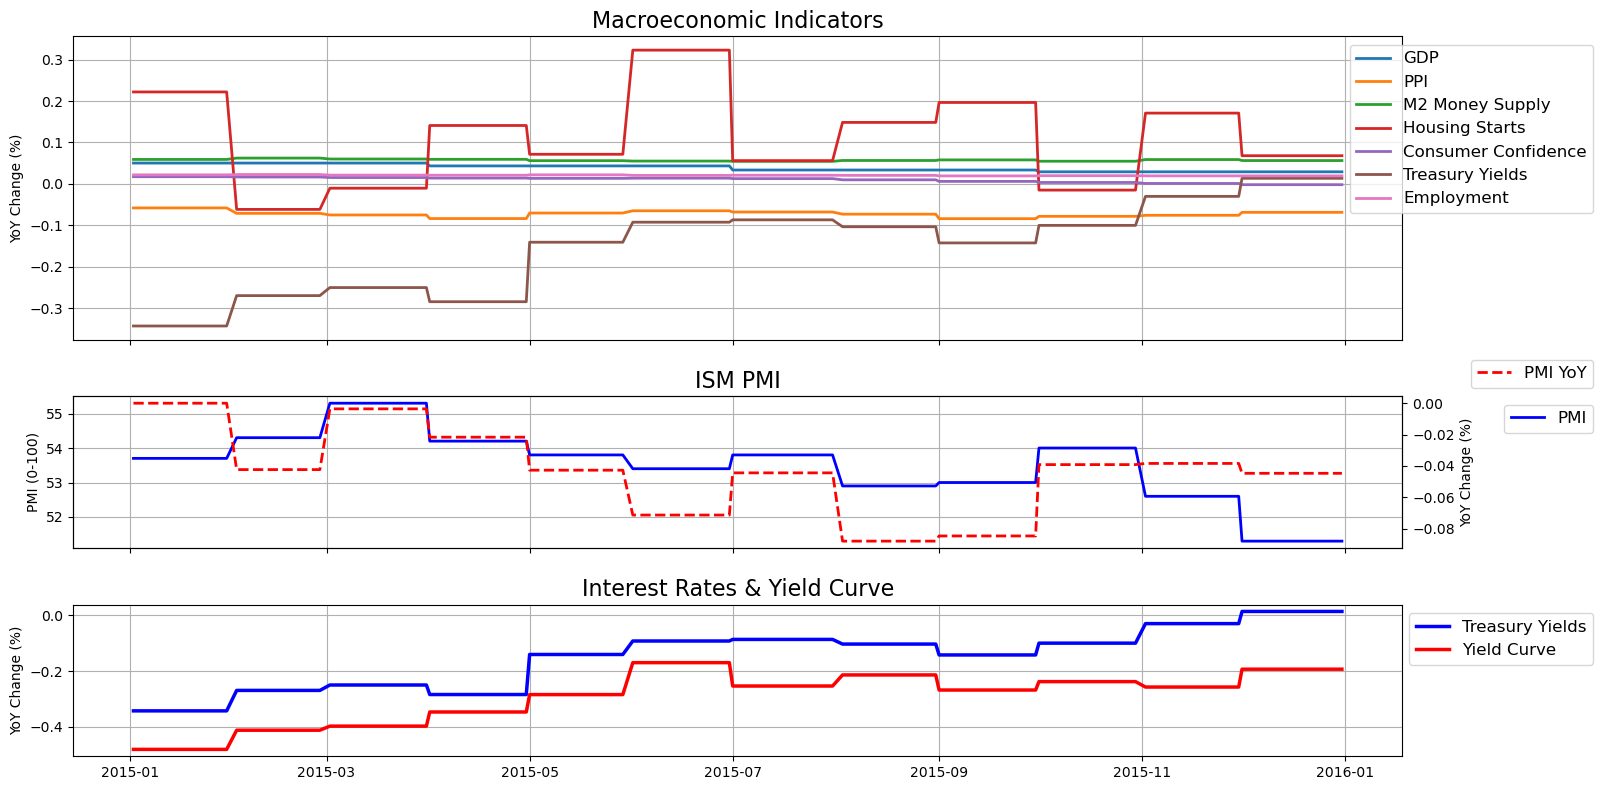 Macroeconomic Indicators
YoY Change (%)
0.3
0.2
0.1
0.0
−0.1
−0.2
−0.3
GDP
PPI
M2 Money Supply
Housing Starts
Consumer Confidence
Treasury Yields
Employment
ISM PMI
PMI (0-100)
55
54
53
52
0.00
−0.02
−0.04
−0.06
−0.08
YoY Change (%)
PMI YoY
PMI
Interest Rates & Yield Curve
YoY Change (%)
0.0
−0.2
−0.4
Treasury Yields
Yield Curve
2015-01
2015-03
2015-05
2015-07
2015-09
2015-11
2016-01